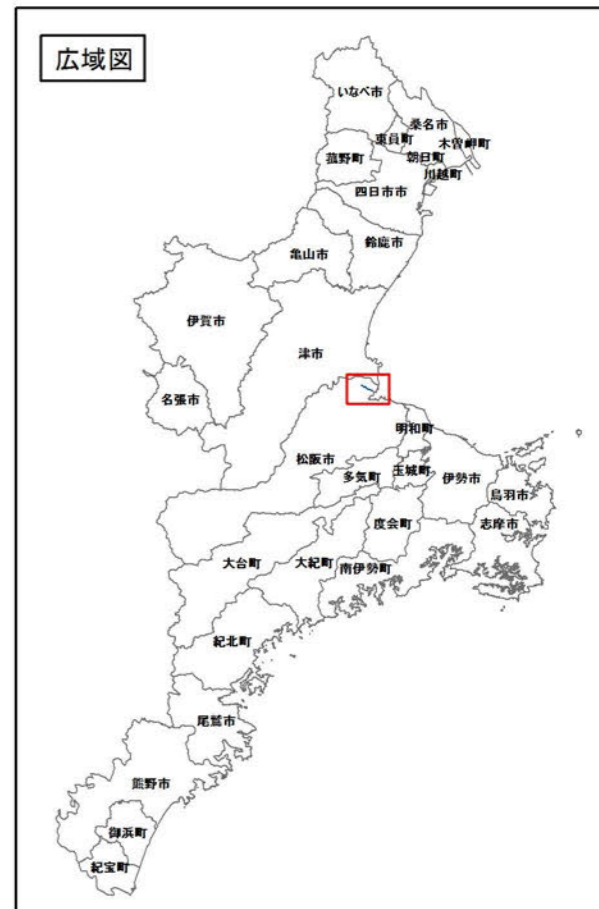 広域図
いなべ市
桑名市
東員町
木曽岬町
菰野町
朝日町
川越町
四日市市
鈴鹿市
亀山市
伊賀市
津市
名張市
明和町
松阪市
多気町
玉城町
伊勢市
鳥羽市
度会町
志摩市
大台町
大紀町
南伊勢町
紀北町
尾鷲市
熊野市
御浜町
紀宝町